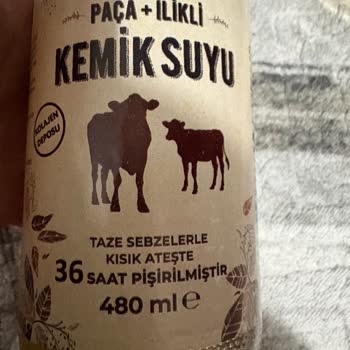 PAÇA + İLİKLİ
KEMİK SUYU
KOLAJEN
DEPOSU
TAZE SEBZELERLE
KISIK ATEŞTE
36 SAAT PİŞİRİLMİŞTİR
480 ml e